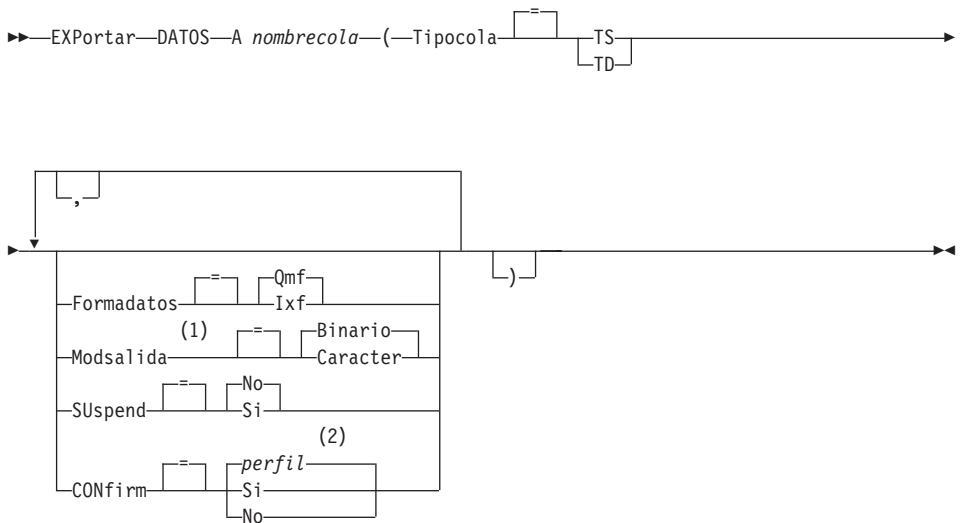 EXPortar DATOS A nombrecola ( Tipocola = TS
TD
,
Formadatos = Qmf
Ixf
(1)
Modsalida = Binario
Caracter
SUspend = No
Si
(2)
CONfirm = perfil
Si
No
)